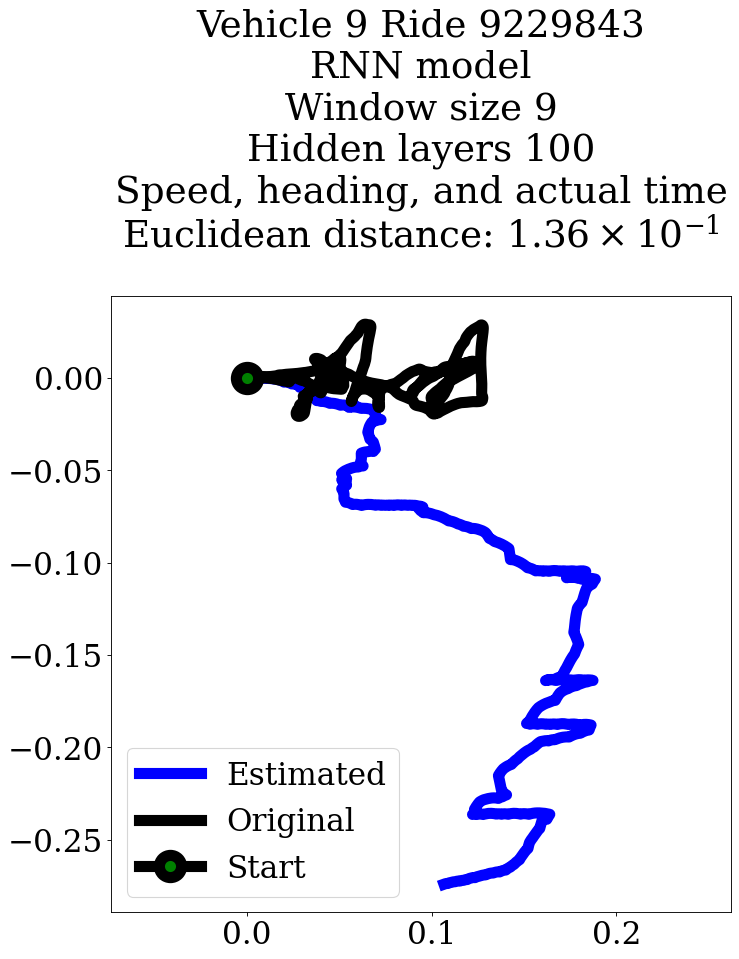 Vehicle 9 Ride 9229843
RNN model
Window size 9
Hidden layers 100
Speed, heading, and actual time
Euclidean distance: 1.36 × 10⁻¹
0.00
−0.05
−0.10
−0.15
−0.20
−0.25
Estimated
Original
Start
0.0 0.1 0.2